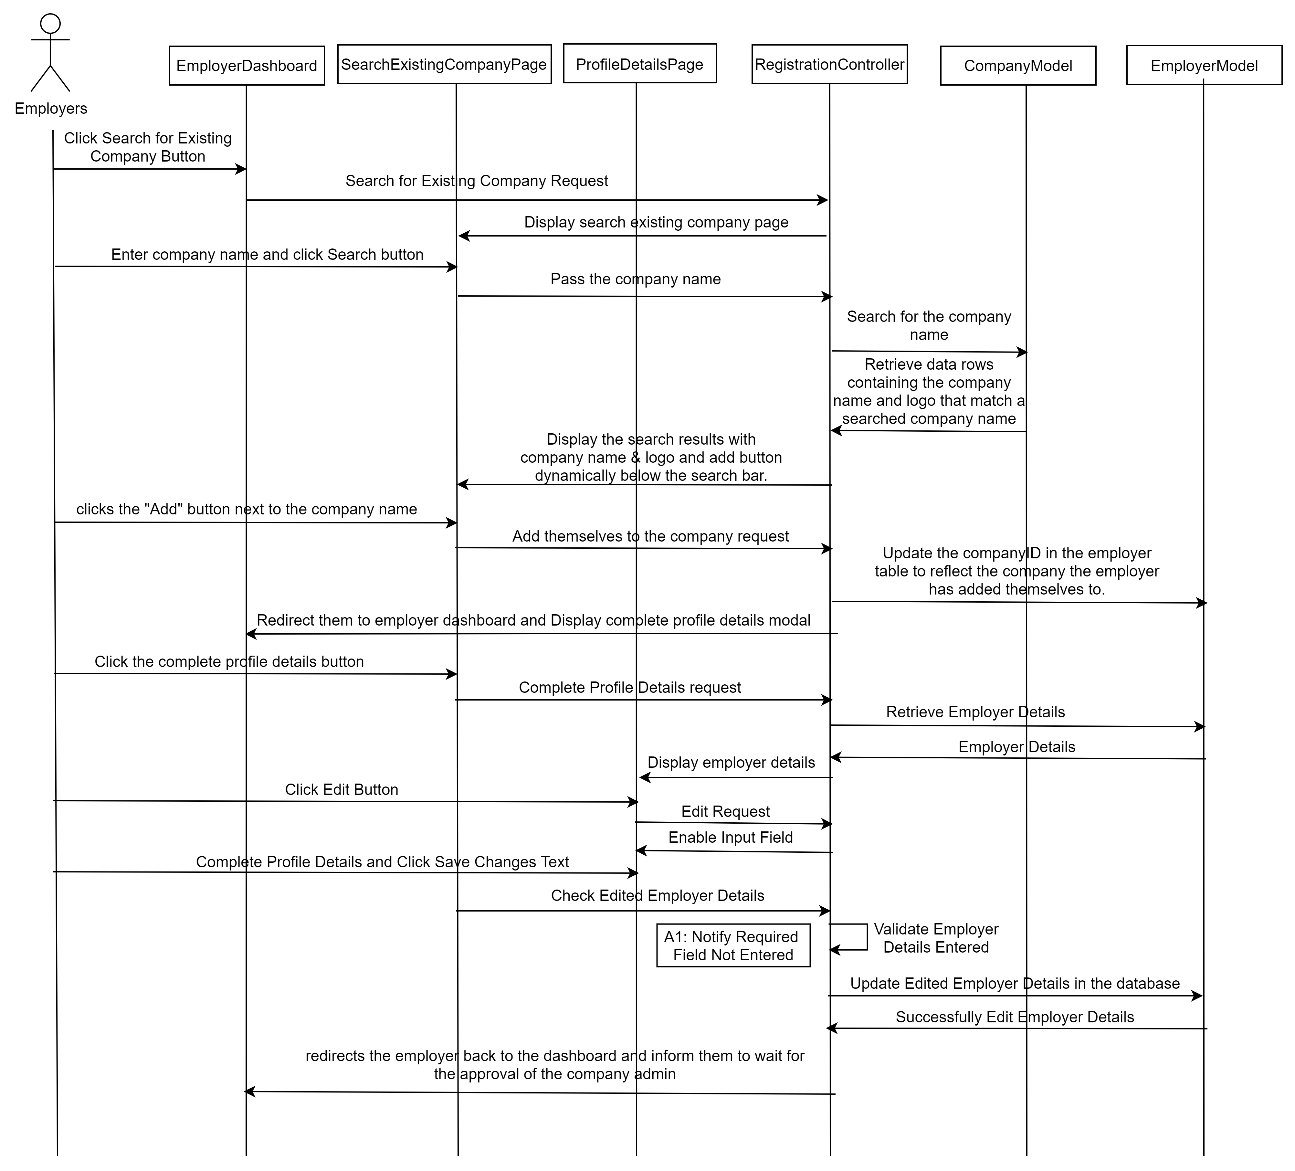 Employers
EmployerDashboard
SearchExistingCompanyPage
ProfileDetailsPage
RegistrationController
CompanyModel
EmployerModel
Click Search for Existing
Company Button
Search for Existing Company Request
Display search existing company page
Enter company name and click Search button
Pass the company name
Search for the company
name
Retrieve data rows
containing the company
name and logo that match a
searched company name
Display the search results with
company name & logo and add button
dynamically below the search bar.
clicks the "Add" button next to the company name
Add themselves to the company request
Update the companyID in the employer
table to reflect the company the employer
has added themselves to.
Redirect them to employer dashboard and Display complete profile details modal
Click the complete profile details button
Complete Profile Details request
Retrieve Employer Details
Employer Details
Display employer details
Click Edit Button
Edit Request
Enable Input Field
Complete Profile Details and Click Save Changes Text
Check Edited Employer Details
A1: Notify Required
Field Not Entered
Validate Employer
Details Entered
Update Edited Employer Details in the database
Successfully Edit Employer Details
redirects the employer back to the dashboard and inform them to wait for
the approval of the company admin